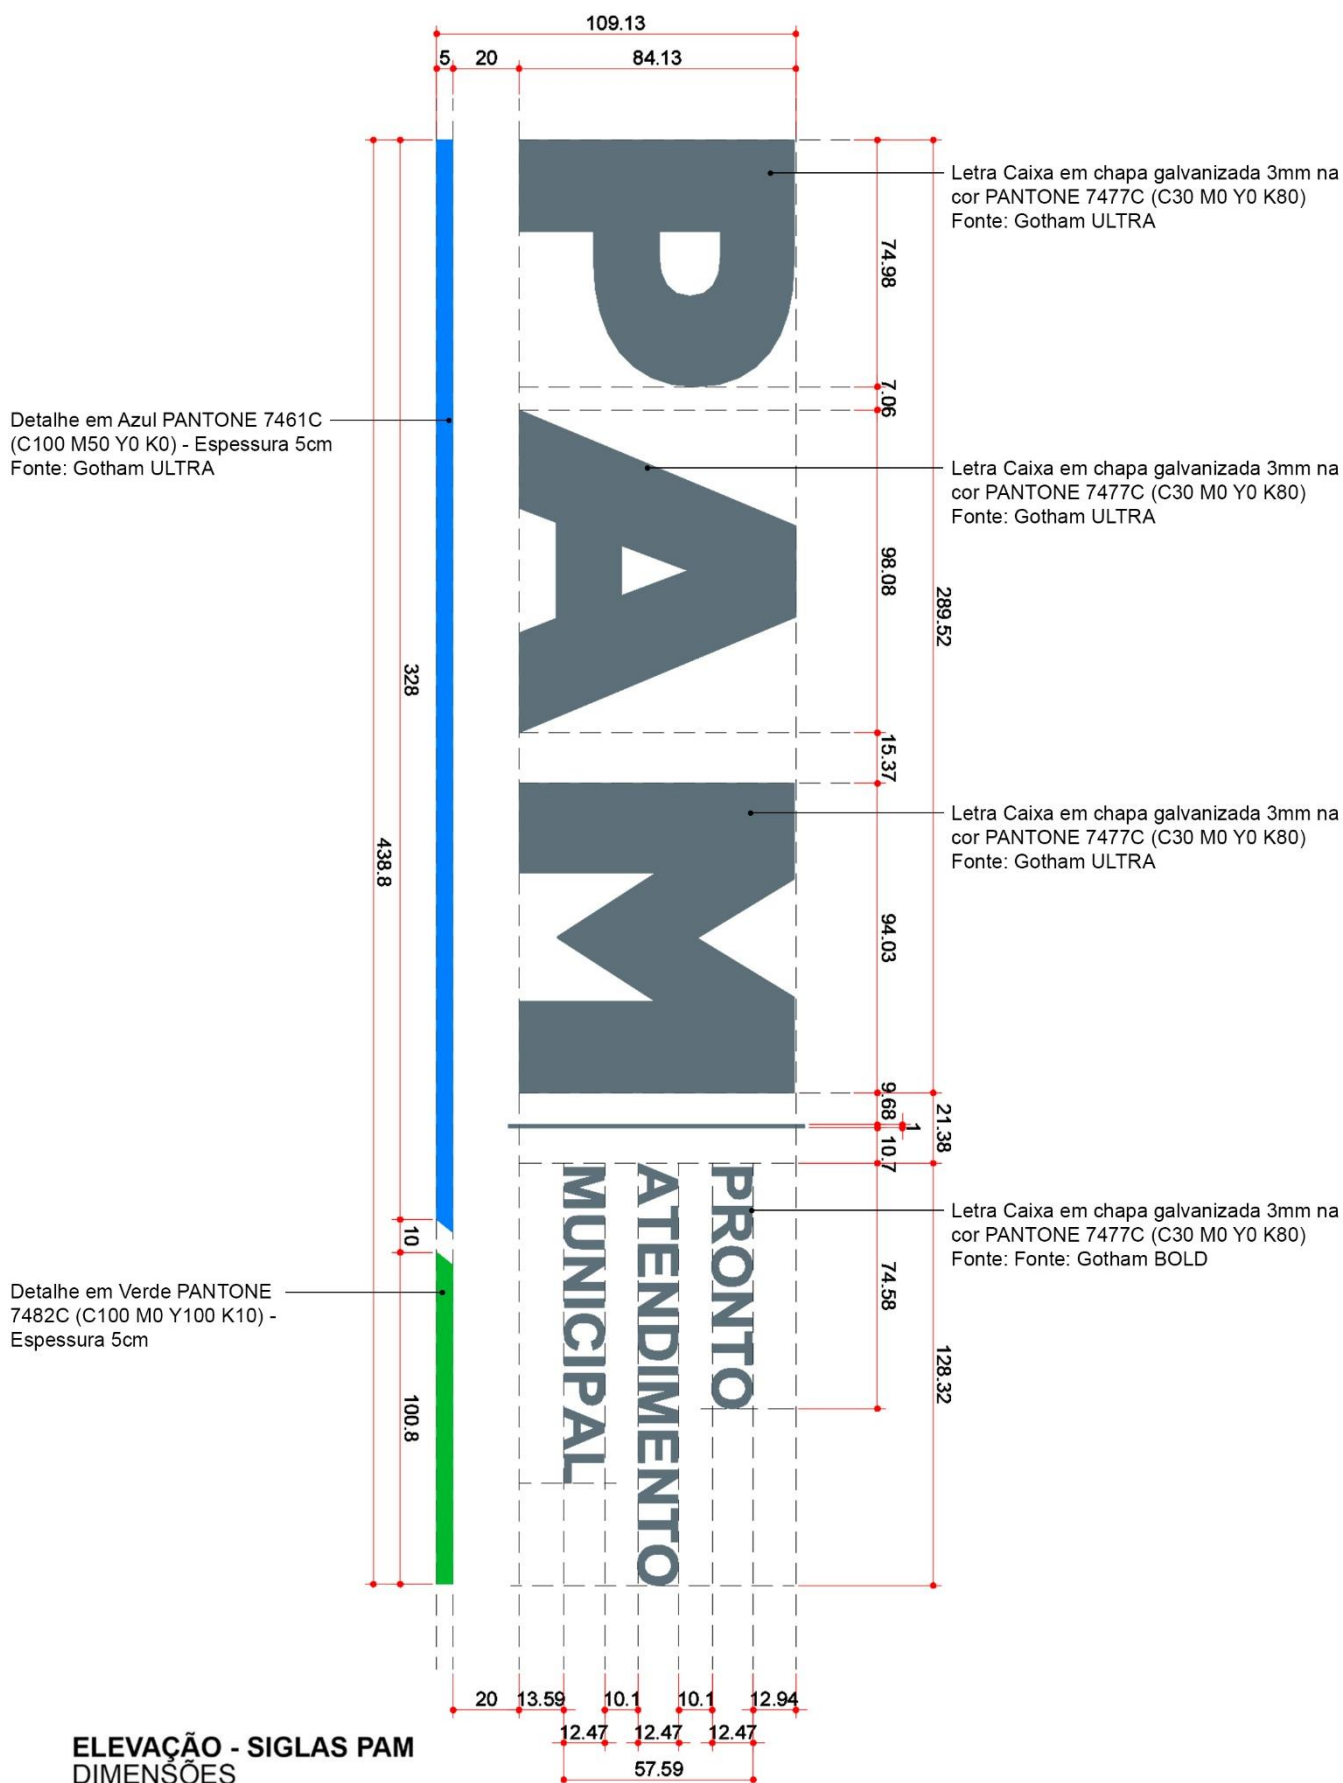 109.13
5
20
84.13
Letra Caixa em chapa galvanizada 3mm na
cor PANTONE 7477C (C30 M0 Y0 K80)
Fonte: Gotham ULTRA
74.98
7.06
Detalhe em Azul PANTONE 7461C
(C100 M50 Y0 K0) - Espessura 5cm
Fonte: Gotham ULTRA
Letra Caixa em chapa galvanizada 3mm na
cor PANTONE 7477C (C30 M0 Y0 K80)
Fonte: Gotham ULTRA
98.08
289.52
328
15.37
438.8
Letra Caixa em chapa galvanizada 3mm na
cor PANTONE 7477C (C30 M0 Y0 K80)
Fonte: Gotham ULTRA
94.03
PAM
9.68
1
21.38
10.7
PRONTO
ATENDIMENTO
MUNICIPAL
Letra Caixa em chapa galvanizada 3mm na
cor PANTONE 7477C (C30 M0 Y0 K80)
Fonte: Fonte: Gotham BOLD
10
74.58
Detalhe em Verde PANTONE
7482C (C100 M0 Y100 K10) -
Espessura 5cm
128.32
100.8
20
13.59
10.1
10.1
12.94
12.47
12.47
12.47
57.59
ELEVAÇÃO - SIGLAS PAM
DIMENSÕES